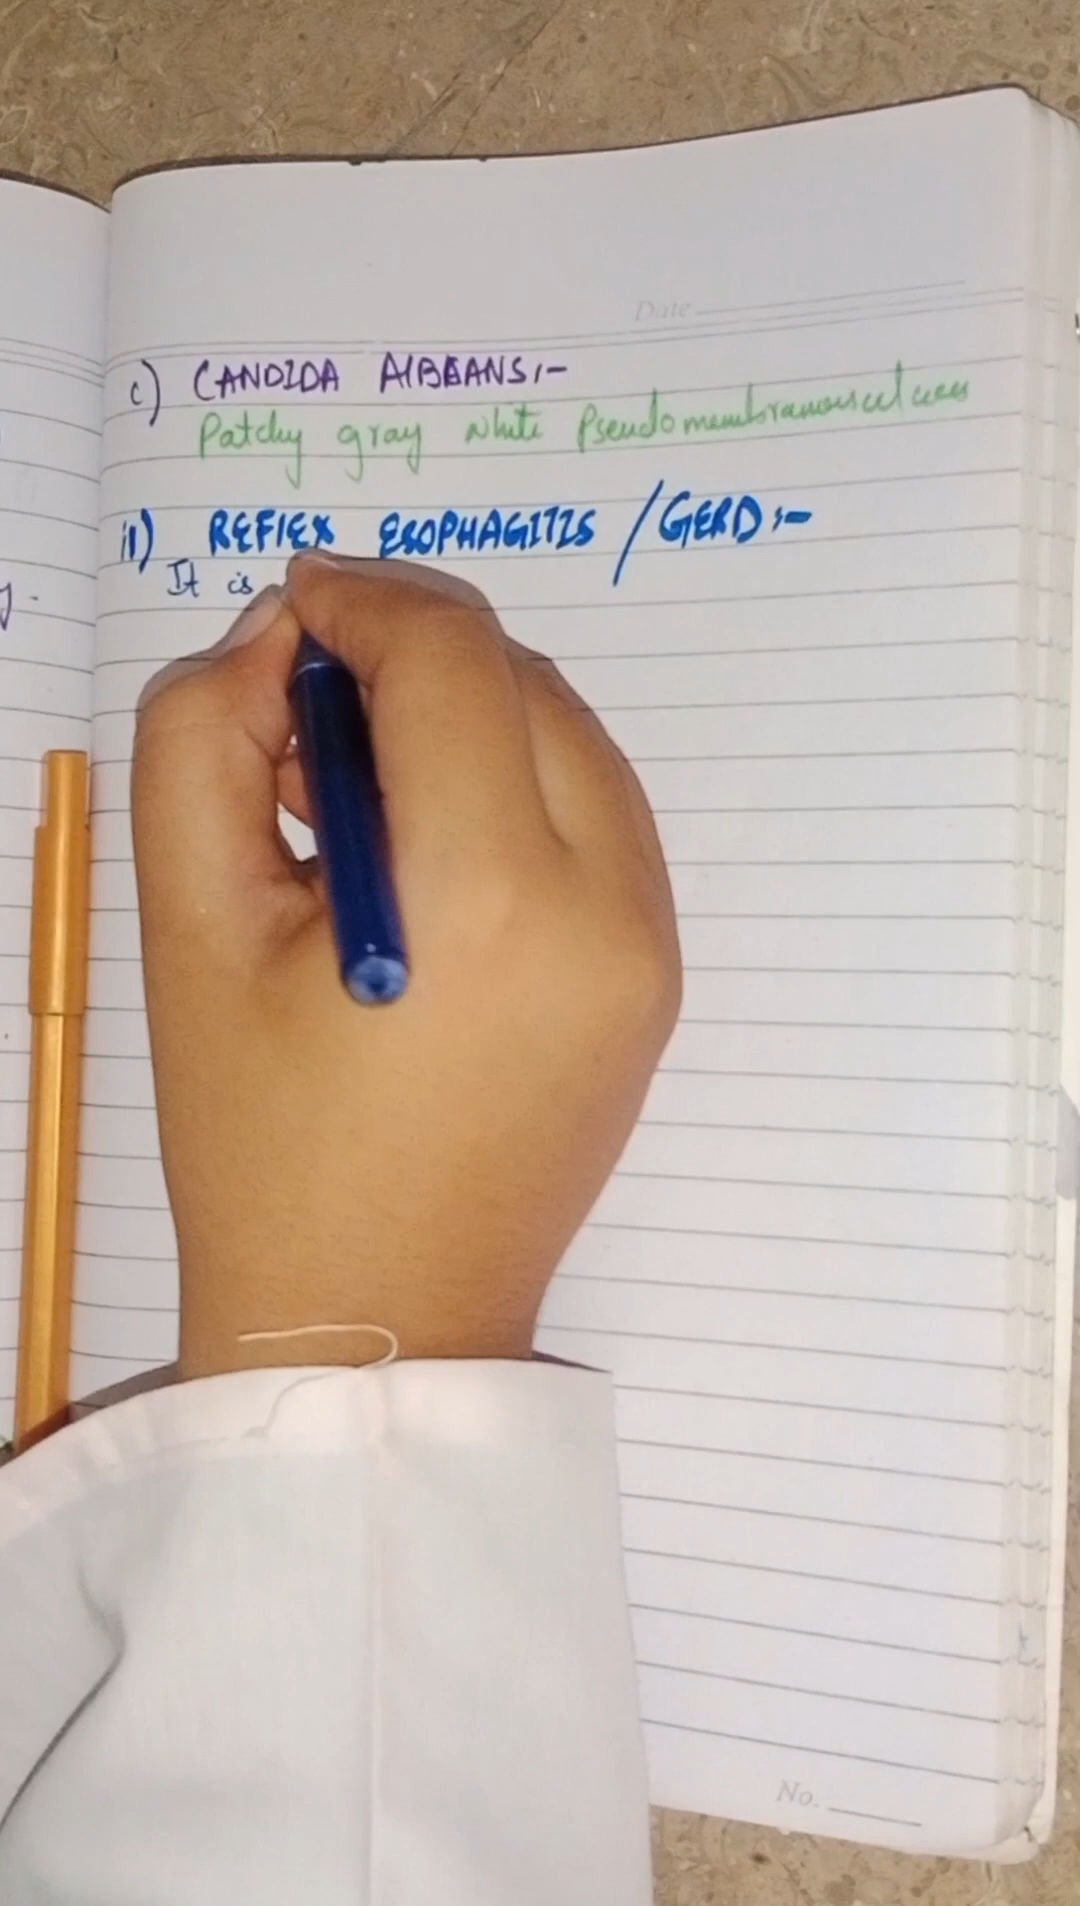 Date
c) CANDIDA AlBBANS:-
Patchy gray white Pseudomembranous ulcers
ii) REFlEX ESOPHAGITIS / GERD:-
It is
y.
No.